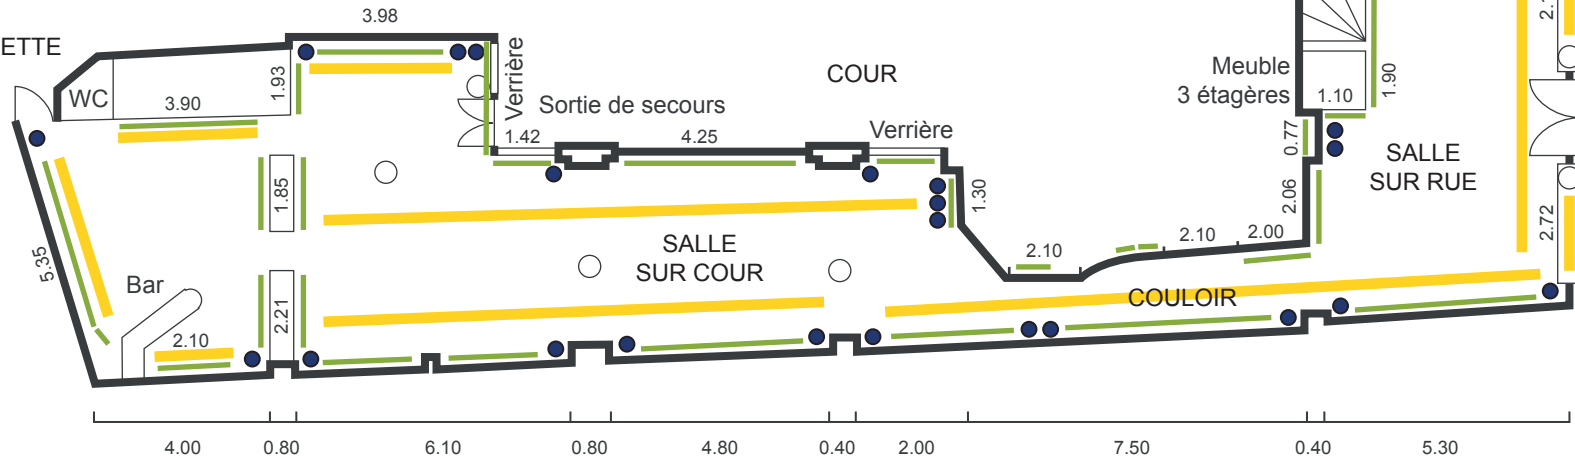 3.98
ETTE
WC
3.90
1.93
Verrière
Sortie de secours
1.42
4.25
Verrière
COUR
Meuble
3 étagères
1.10
1.90
0.77
2.06
SALLE
SUR RUE
2.72
1.85
1.30
5.35
SALLE
SUR COUR
2.10
2.10
2.00
Bar
2.21
2.10
COULOIR
4.00
0.80
6.10
0.80
4.80
0.40
2.00
7.50
0.40
5.30